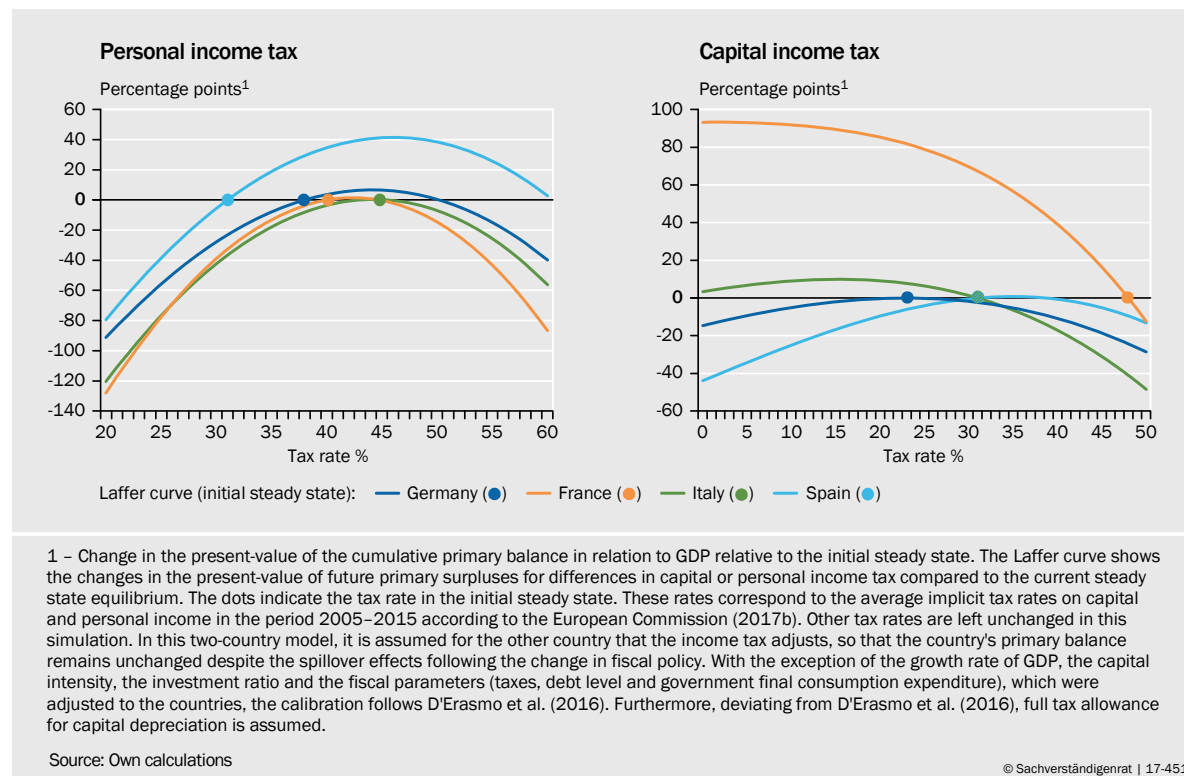 Personal income tax
Percentage points1
60
40
20
0
-20
-40
-60
-80
-100
-120
-140
20 25 30 35 40 45 50 55 60
Tax rate %
Capital income tax
Percentage points1
100
80
60
40
20
0
-20
-40
-60
0 5 10 15 20 25 30 35 40 45 50
Tax rate %
Laffer curve (initial steady state): Germany ( ) France ( ) Italy ( ) Spain ( )
1 – Change in the present-value of the cumulative primary balance in relation to GDP relative to the initial steady state. The Laffer curve shows
the changes in the present-value of future primary surpluses for differences in capital or personal income tax compared to the current steady
state equilibrium. The dots indicate the tax rate in the initial steady state. These rates correspond to the average implicit tax rates on capital
and personal income in the period 2005–2015 according to the European Commission (2017b). Other tax rates are left unchanged in this
simulation. In this two-country model, it is assumed for the other country that the income tax adjusts, so that the country's primary balance
remains unchanged despite the spillover effects following the change in fiscal policy. With the exception of the growth rate of GDP, the capital
intensity, the investment ratio and the fiscal parameters (taxes, debt level and government final consumption expenditure), which were
adjusted to the countries, the calibration follows D'Erasmo et al. (2016). Furthermore, deviating from D'Erasmo et al. (2016), full tax allowance
for capital depreciation is assumed.
Source: Own calculations
© Sachverständigenrat | 17-451